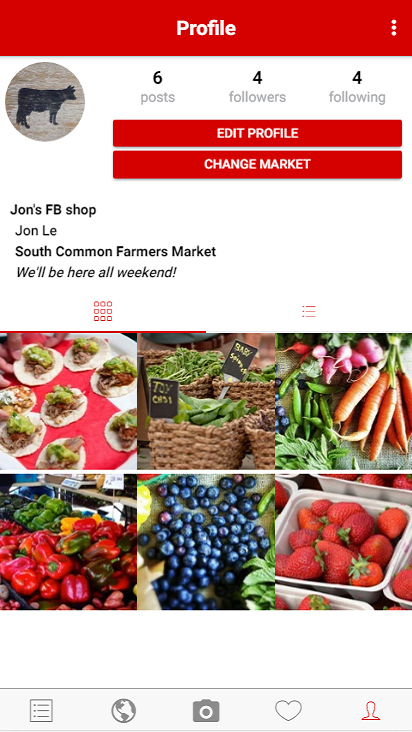 Profile
6 4 4
posts followers following
EDIT PROFILE
CHANGE MARKET
Jon's FB shop
Jon Le
South Common Farmers Market
We'll be here all weekend!
BABY
TOY
CHOI